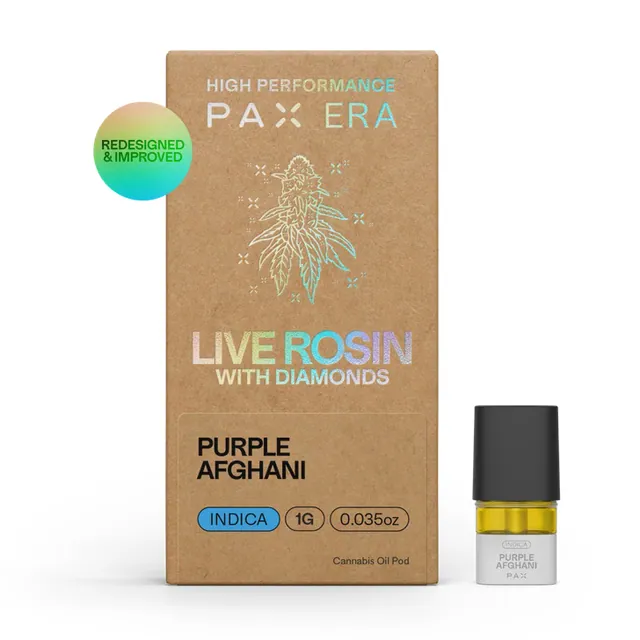 HIGH PERFORMANCE
PAX ERA
REDESIGNED
& IMPROVED
LIVE ROSIN
WITH DIAMONDS
PURPLE
AFGHANI
INDICA 1G 0.035oz
Cannabis Oil Pod
INDICA
PURPLE
AFGHANI
PAX